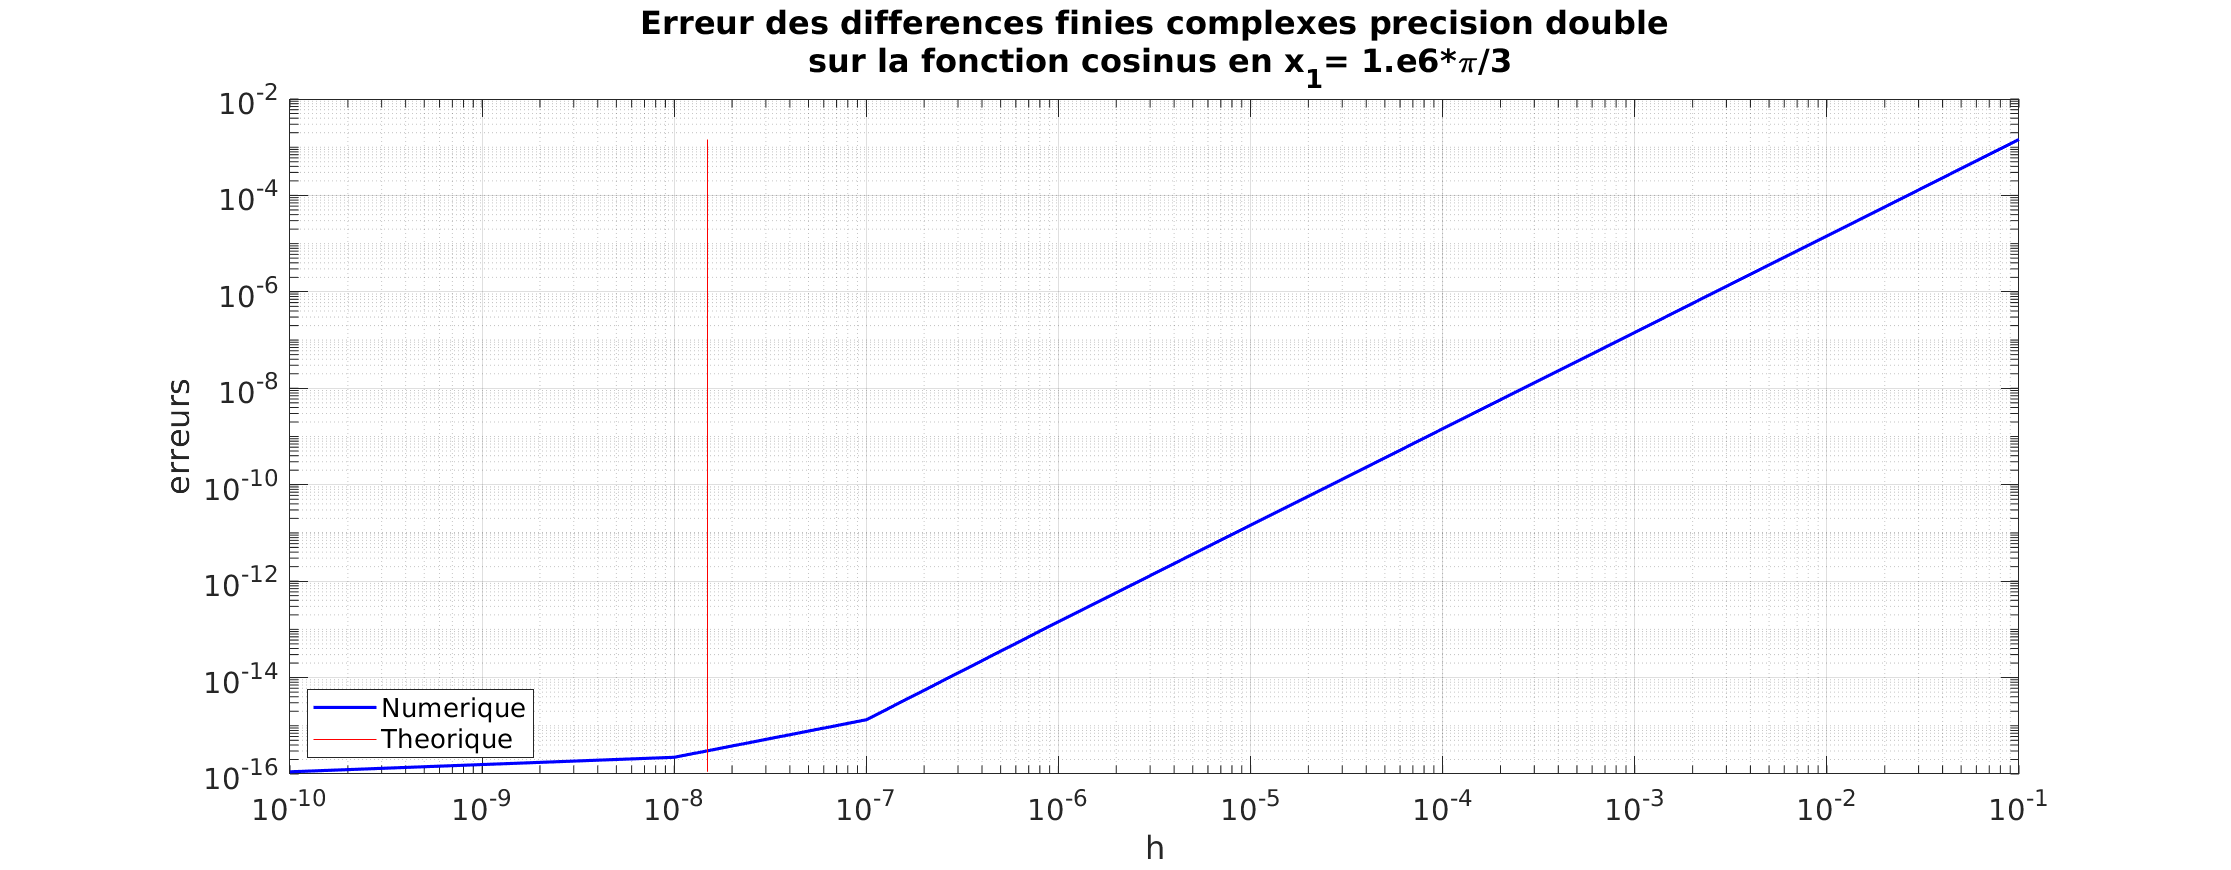 Erreur des differences finies complexes precision double
sur la fonction cosinus en x₁= 1.e6*π/3
10⁻²
10⁻⁴
10⁻⁶
10⁻⁸
10⁻¹⁰
10⁻¹²
10⁻¹⁴
10⁻¹⁶
erreurs
Numerique
Theorique
10⁻¹⁰ 10⁻⁹ 10⁻⁸ 10⁻⁷ 10⁻⁶ 10⁻⁵ 10⁻⁴ 10⁻³ 10⁻² 10⁻¹
h